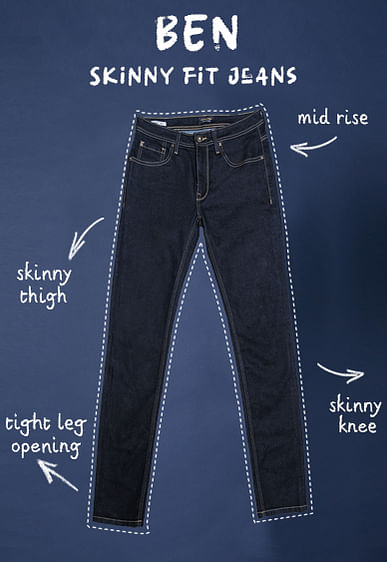 BEN
SKINNY FIT JEANS
mid rise
skinny
thigh
skinny
knee
tight leg
opening